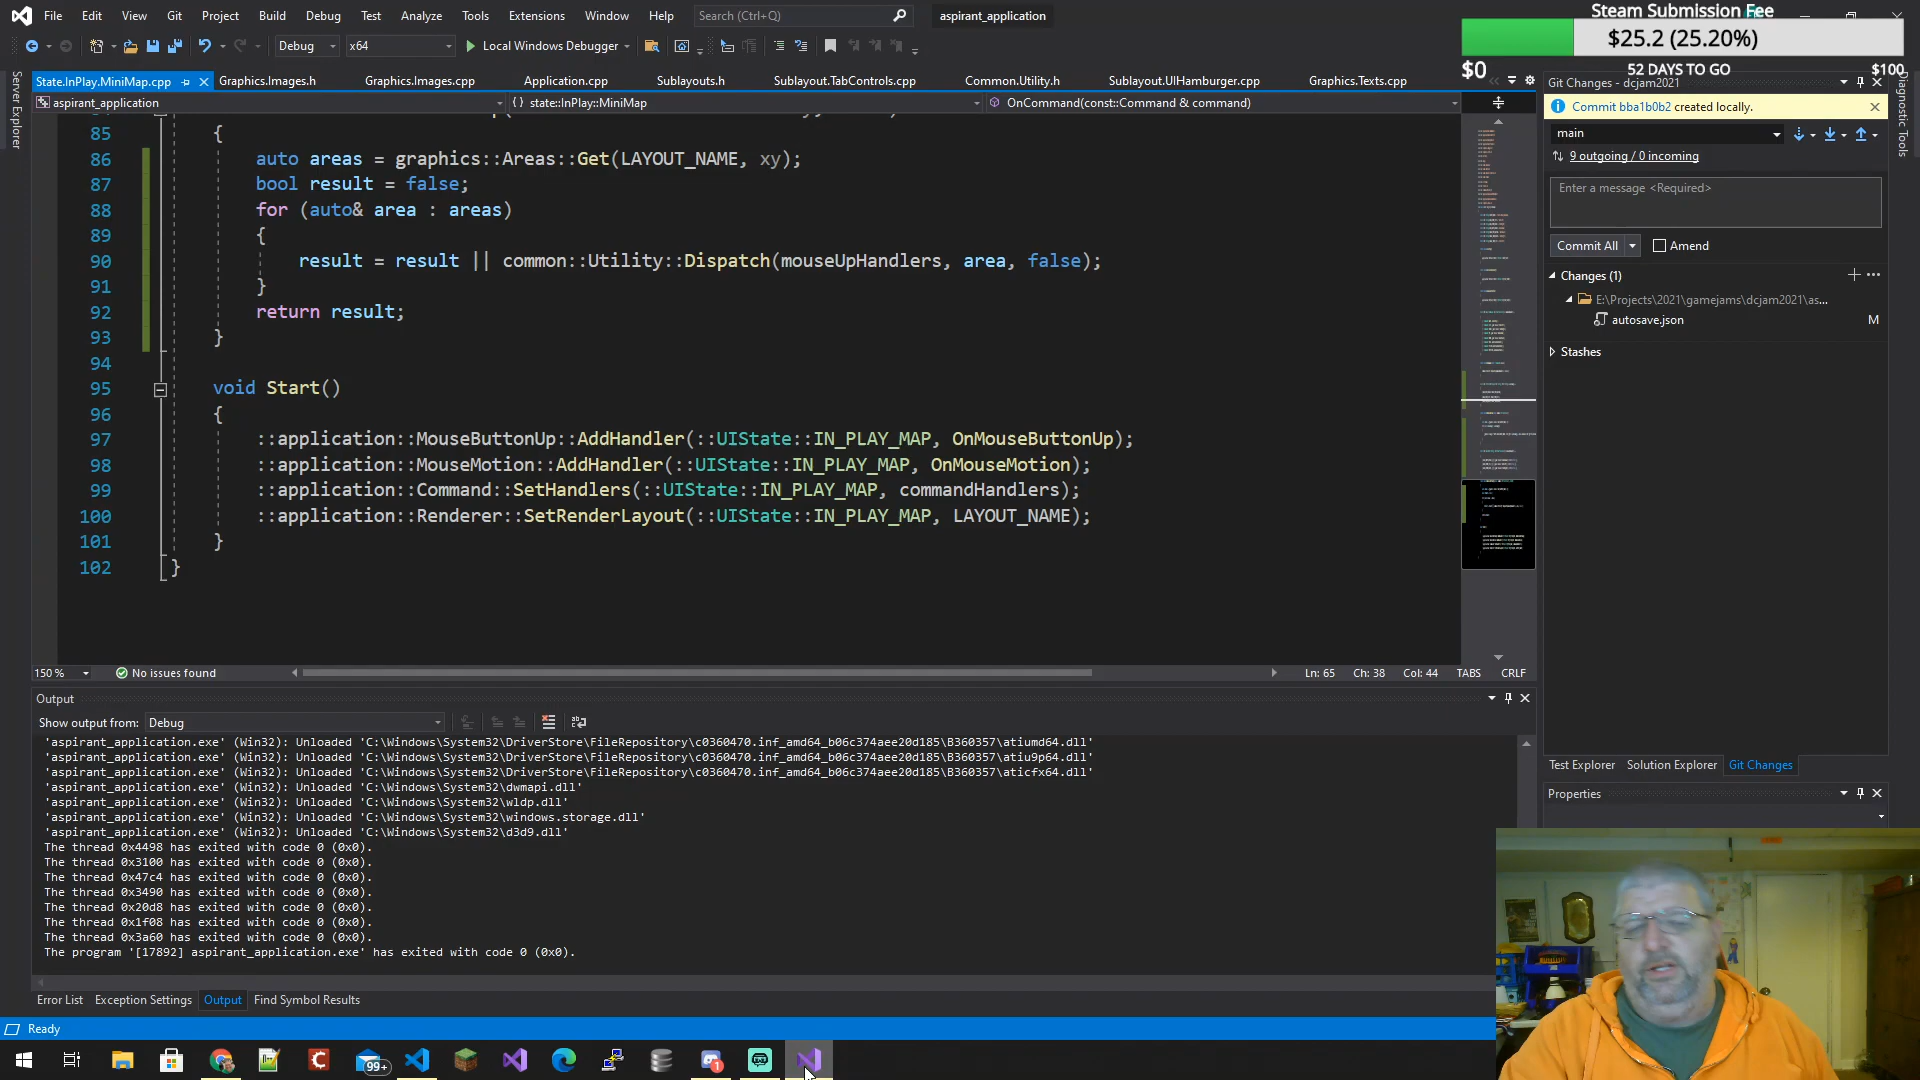 File Edit View Git Project Build Debug Test Analyze Tools Extensions Window Help Search (Ctrl+Q) aspirant_application
Steam Submission Fee
$25.2 (25.20%)
$0 52 DAYS TO GO $100
Debug x64 Local Windows Debugger
State.InPlay.MiniMap.cpp Graphics.Images.h Graphics.Images.cpp Application.cpp Sublayouts.h Sublayout.TabControls.cpp Common.Utility.h Sublayout.UIHamburger.cpp Graphics.Texts.cpp
aspirant_application {} state::InPlay::MiniMap OnCommand(const::Command & command)
85 {
86 auto areas = graphics::Areas::Get(LAYOUT_NAME, xy);
87 bool result = false;
88 for (auto& area : areas)
89 {
90 result = result || common::Utility::Dispatch(mouseUpHandlers, area, false);
91 }
92 return result;
93 }
94
95 void Start()
96 {
97 ::application::MouseButtonUp::AddHandler(::UIState::IN_PLAY_MAP, OnMouseButtonUp);
98 ::application::MouseMotion::AddHandler(::UIState::IN_PLAY_MAP, OnMouseMotion);
99 ::application::Command::SetHandlers(::UIState::IN_PLAY_MAP, commandHandlers);
100 ::application::Renderer::SetRenderLayout(::UIState::IN_PLAY_MAP, LAYOUT_NAME);
101 }
102 }
150 % No issues found Ln: 65 Ch: 38 Col: 44 TABS CRLF
Output
Show output from: Debug
'aspirant_application.exe' (Win32): Unloaded 'C:\Windows\System32\DriverStore\FileRepository\c0360470.inf_amd64_b06c374aee20d185\B360357\atiumd64.dll'
'aspirant_application.exe' (Win32): Unloaded 'C:\Windows\System32\DriverStore\FileRepository\c0360470.inf_amd64_b06c374aee20d185\B360357\atiu9p64.dll'
'aspirant_application.exe' (Win32): Unloaded 'C:\Windows\System32\DriverStore\FileRepository\c0360470.inf_amd64_b06c374aee20d185\B360357\aticfx64.dll'
'aspirant_application.exe' (Win32): Unloaded 'C:\Windows\System32\dwmapi.dll'
'aspirant_application.exe' (Win32): Unloaded 'C:\Windows\System32\wldp.dll'
'aspirant_application.exe' (Win32): Unloaded 'C:\Windows\System32\windows.storage.dll'
'aspirant_application.exe' (Win32): Unloaded 'C:\Windows\System32\d3d9.dll'
The thread 0x4498 has exited with code 0 (0x0).
The thread 0x3100 has exited with code 0 (0x0).
The thread 0x47c4 has exited with code 0 (0x0).
The thread 0x3490 has exited with code 0 (0x0).
The thread 0x20d8 has exited with code 0 (0x0).
The thread 0x1f08 has exited with code 0 (0x0).
The thread 0x3a60 has exited with code 0 (0x0).
The program '[17892] aspirant_application.exe' has exited with code 0 (0x0).
Error List Exception Settings Output Find Symbol Results
Ready
Server Explorer
Git Changes - dcjam2021
Commit bba1b0b2 created locally.
main
9 outgoing / 0 incoming
Enter a message <Required>
Commit All Amend
Changes (1)
E:\Projects\2021\gamejams\dcjam2021\as...
autosave.json M
Stashes
Test Explorer Solution Explorer Git Changes
Properties
Diagnostic Tools
99+
1